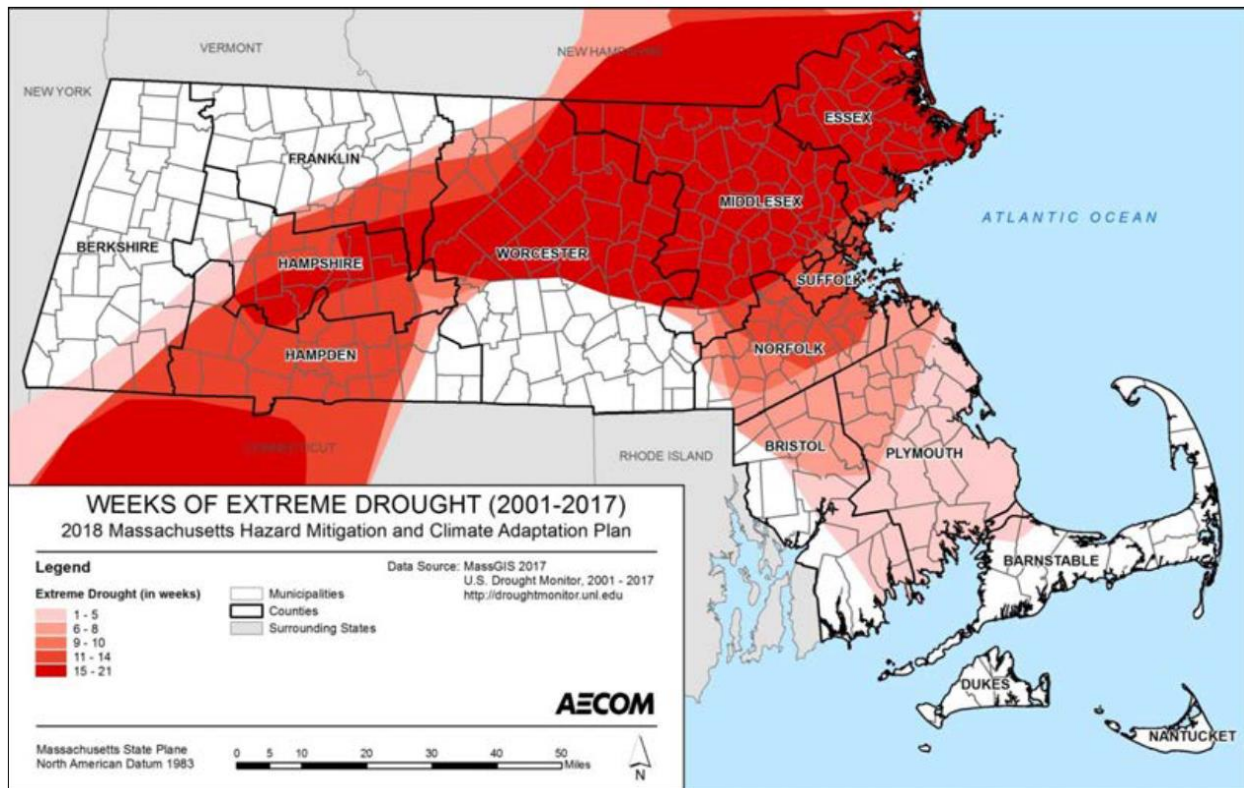 VERMONT
NEW HAMPSHIRE
NEW YORK
ESSEX
FRANKLIN
MIDDLESEX
ATLANTIC OCEAN
BERKSHIRE
WORCESTER
HAMPSHIRE
SUFFOLK
HAMPDEN
NORFOLK
CONNECTICUT
RHODE ISLAND
BRISTOL
PLYMOUTH
BARNSTABLE
DUKES
NANTUCKET
WEEKS OF EXTREME DROUGHT (2001-2017)
2018 Massachusetts Hazard Mitigation and Climate Adaptation Plan
Legend
Extreme Drought (in weeks)
1 - 5
6 - 8
9 - 10
11 - 14
15 - 21
Municipalities
Counties
Surrounding States
Data Source: MassGIS 2017
U.S. Drought Monitor, 2001 - 2017
http://droughtmonitor.unl.edu
AECOM
Massachusetts State Plane
North American Datum 1983
0 5 10 20 30 40 50
Miles
N